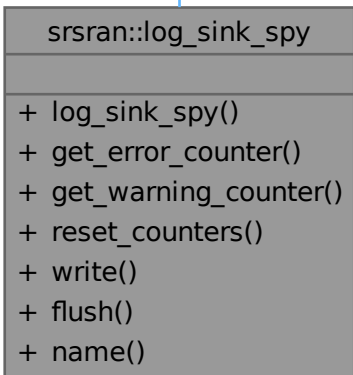 srsran::log_sink_spy
+ log_sink_spy()
+ get_error_counter()
+ get_warning_counter()
+ reset_counters()
+ write()
+ flush()
+ name()